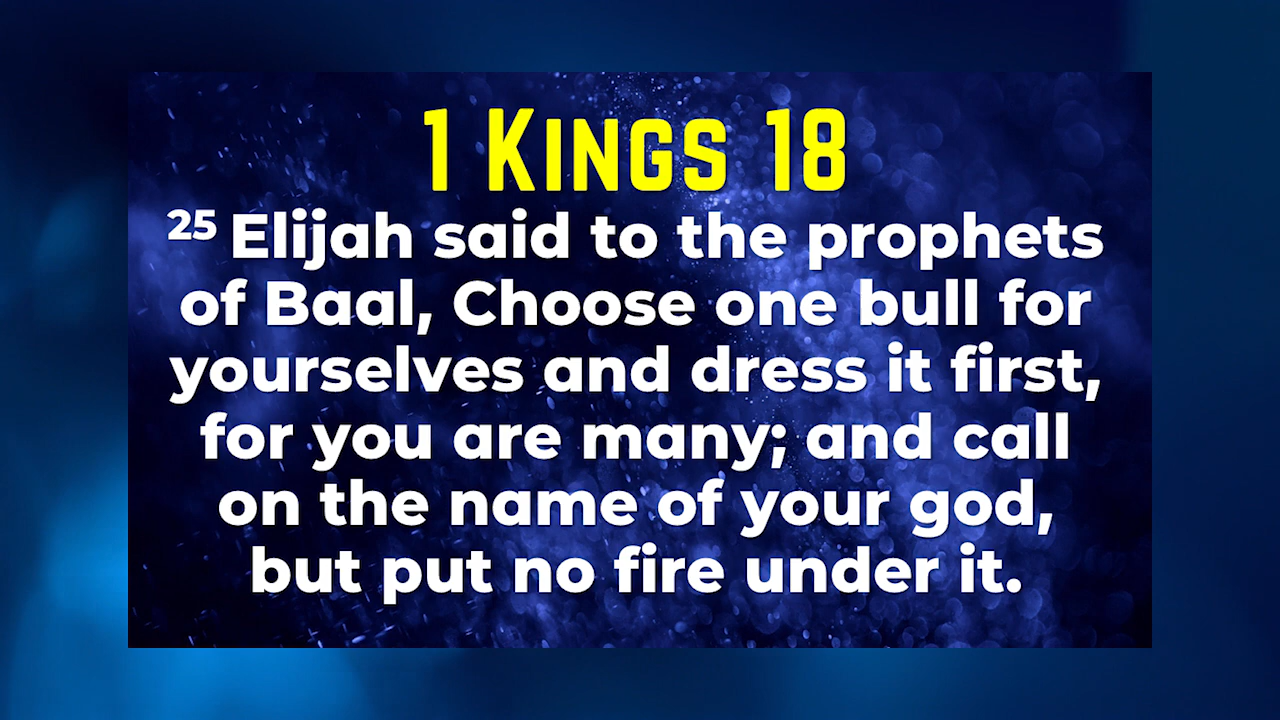 1 Kings 18
25 Elijah said to the prophets
of Baal, Choose one bull for
yourselves and dress it first,
for you are many; and call
on the name of your god,
but put no fire under it.